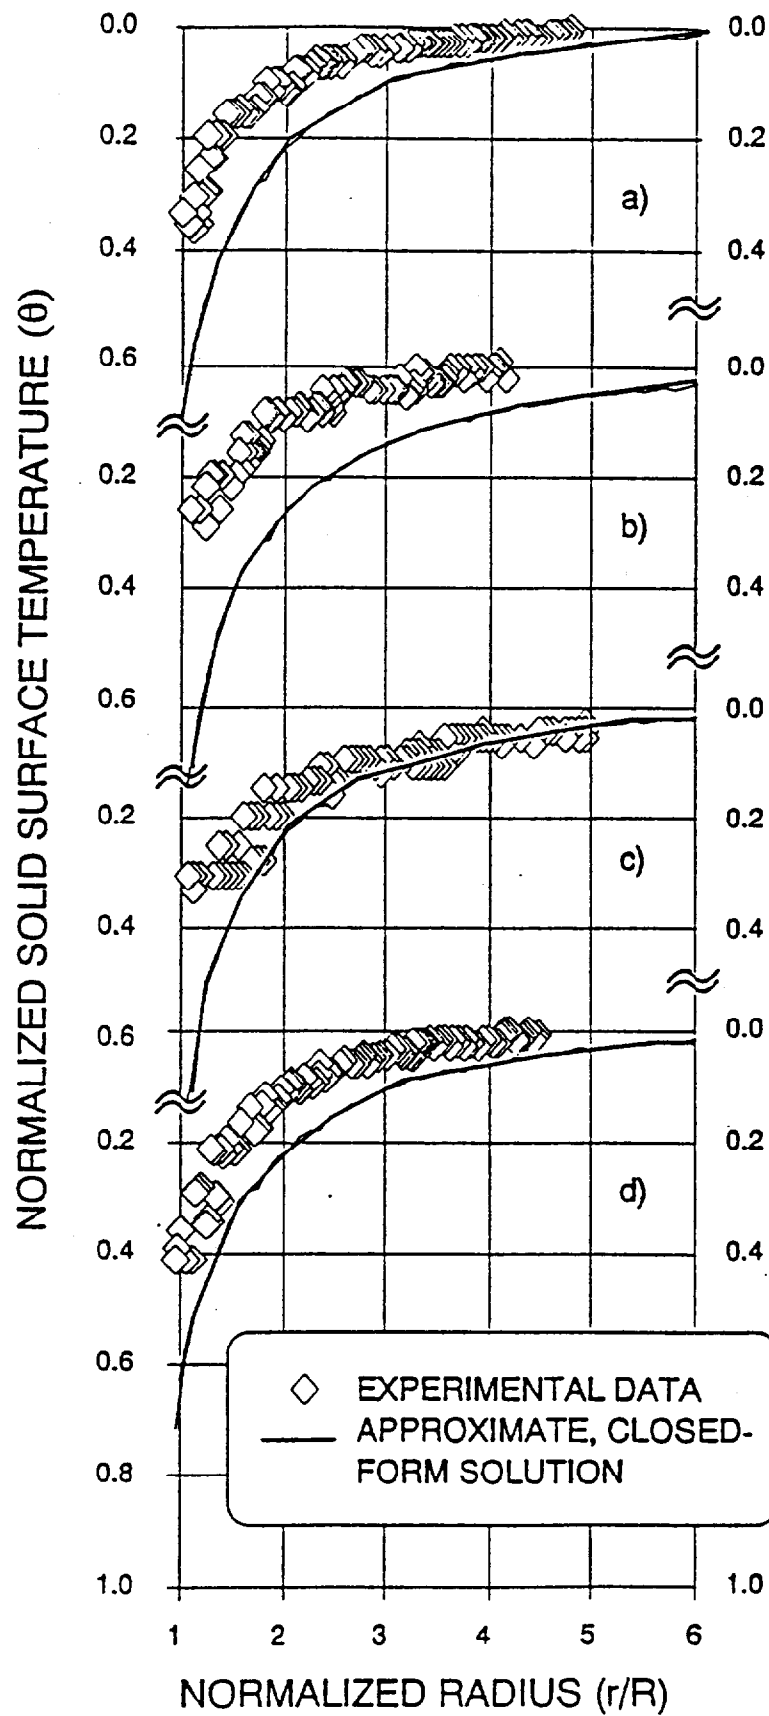 0.0 0.0
0.2 0.2
a)
0.4 0.4
0.6 0.0
0.2 0.2
b)
0.4 0.4
0.6 0.0
0.2 0.2
c)
0.4 0.4
0.6 0.0
0.2 0.2
d)
0.4 0.4
0.6
0.8
1.0 1.0
NORMALIZED SOLID SURFACE TEMPERATURE (θ)
EXPERIMENTAL DATA
APPROXIMATE, CLOSED-
FORM SOLUTION
1 2 3 4 5 6
NORMALIZED RADIUS (r/R)